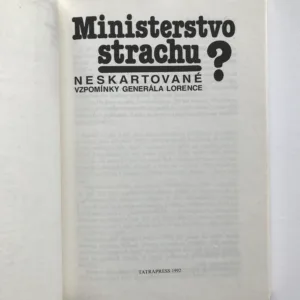 Ministerstvo
strachu?
NESKARTOVANÉ
VZPOMÍNKY GENERÁLA LORENCE
TATRAPRESS 1992